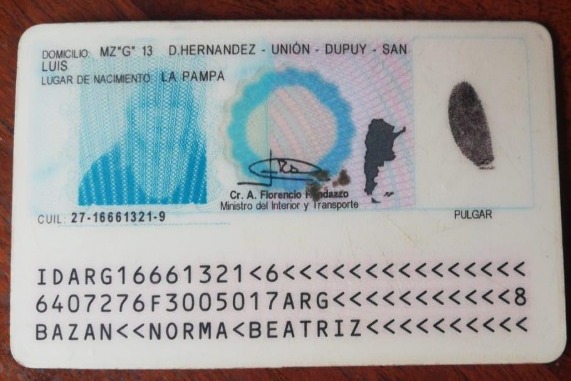 DOMICILIO: MZ"G" 13 D.HERNANDEZ - UNIÓN - DUPUY - SAN
LUIS
LUGAR DE NACIMIENTO: LA PAMPA
Cr. A. Florencio
Ministro del Interior y Transporte
CUIL: 27-16661321-9
PULGAR
IDARG16661321<6<<<<<<<<<<<<<<<
6407276F3005017ARG<<<<<<<<<<<8
BAZAN<<NORMA<BEATRIZ<<<<<<<<<<